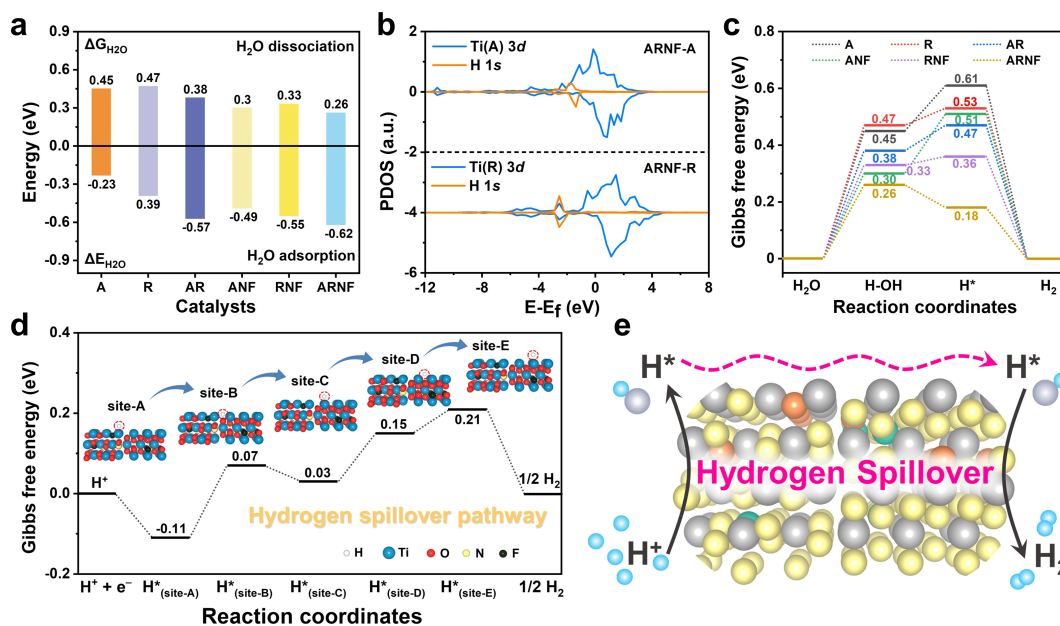 a
ΔG_H2O
H₂O dissociation
0.9
0.6
0.3
0.0
0.3
-0.6
-0.9
Energy (eV)
0.45
0.47
0.38
0.3
0.33
0.26
-0.23
0.39
-0.57
-0.49
-0.55
-0.62
ΔE_H2O
H₂O adsorption
A R AR ANF RNF ARNF
Catalysts
b
Ti(A) 3d
H 1s
ARNF-A
Ti(R) 3d
H 1s
ARNF-R
2
0
-2
-4
-6
PDOS (a.u.)
-12 -8 -4 0 4 8
E-E_f (eV)
c
A R AR
ANF RNF ARNF
0.8
0.6
0.4
0.2
0.0
Gibbs free energy (eV)
0.61
0.47
0.53
0.45
0.51
0.38
0.47
0.33
0.36
0.30
0.26
0.18
H₂O H-OH H* H₂
Reaction coordinates
d
0.4
0.2
0.0
-0.2
Gibbs free energy (eV)
site-A
site-B
site-C
site-D
site-E
H⁺
-0.11
0.07
0.03
0.15
0.21
1/2 H₂
Hydrogen spillover pathway
H Ti O N F
H⁺ + e⁻ H*(site-A) H*(site-B) H*(site-C) H*(site-D) H*(site-E) 1/2 H₂
Reaction coordinates
e
H* H*
Hydrogen Spillover
H⁺ H₂